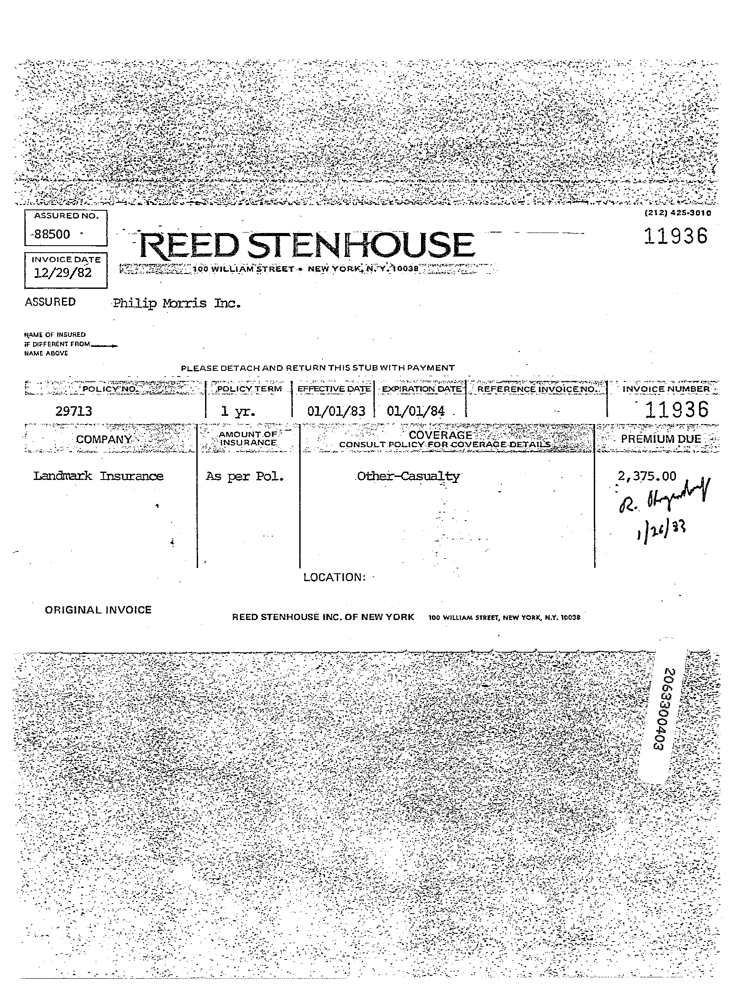 ASSURED NO.
88500
(212) 425-3010
11936
REED STENHOUSE
INVOICE DATE
12/29/82
100 WILLIAM STREET • NEW YORK, N.Y. 10038
ASSURED Philip Morris Inc.
NAME OF INSURED
IF DIFFERENT FROM
NAME ABOVE
PLEASE DETACH AND RETURN THIS STUB WITH PAYMENT
POLICY NO. POLICY TERM EFFECTIVE DATE EXPIRATION DATE REFERENCE INVOICE NO. INVOICE NUMBER
29713 1 yr. 01/01/83 01/01/84 11936
COMPANY AMOUNT OF INSURANCE COVERAGE PREMIUM DUE
CONSULT POLICY FOR COVERAGE DETAILS
Landmark Insurance As per Pol. Other-Casualty 2,375.00
R.
1/26/83
LOCATION:
ORIGINAL INVOICE
REED STENHOUSE INC. OF NEW YORK 100 WILLIAM STREET, NEW YORK, N.Y. 10038
2063300403